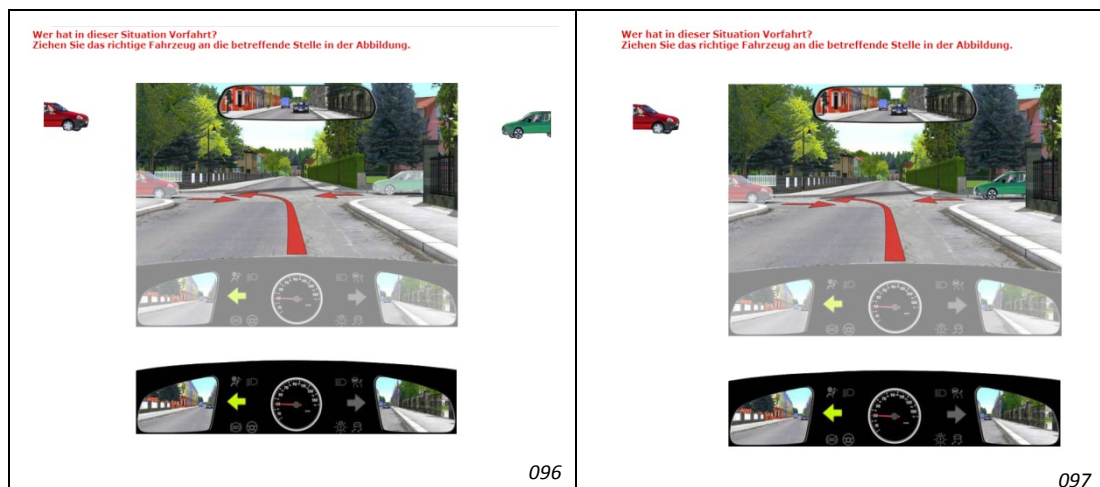 Wer hat in dieser Situation Vorfahrt?
Ziehen Sie das richtige Fahrzeug an die betreffende Stelle in der Abbildung.
096
Wer hat in dieser Situation Vorfahrt?
Ziehen Sie das richtige Fahrzeug an die betreffende Stelle in der Abbildung.
097